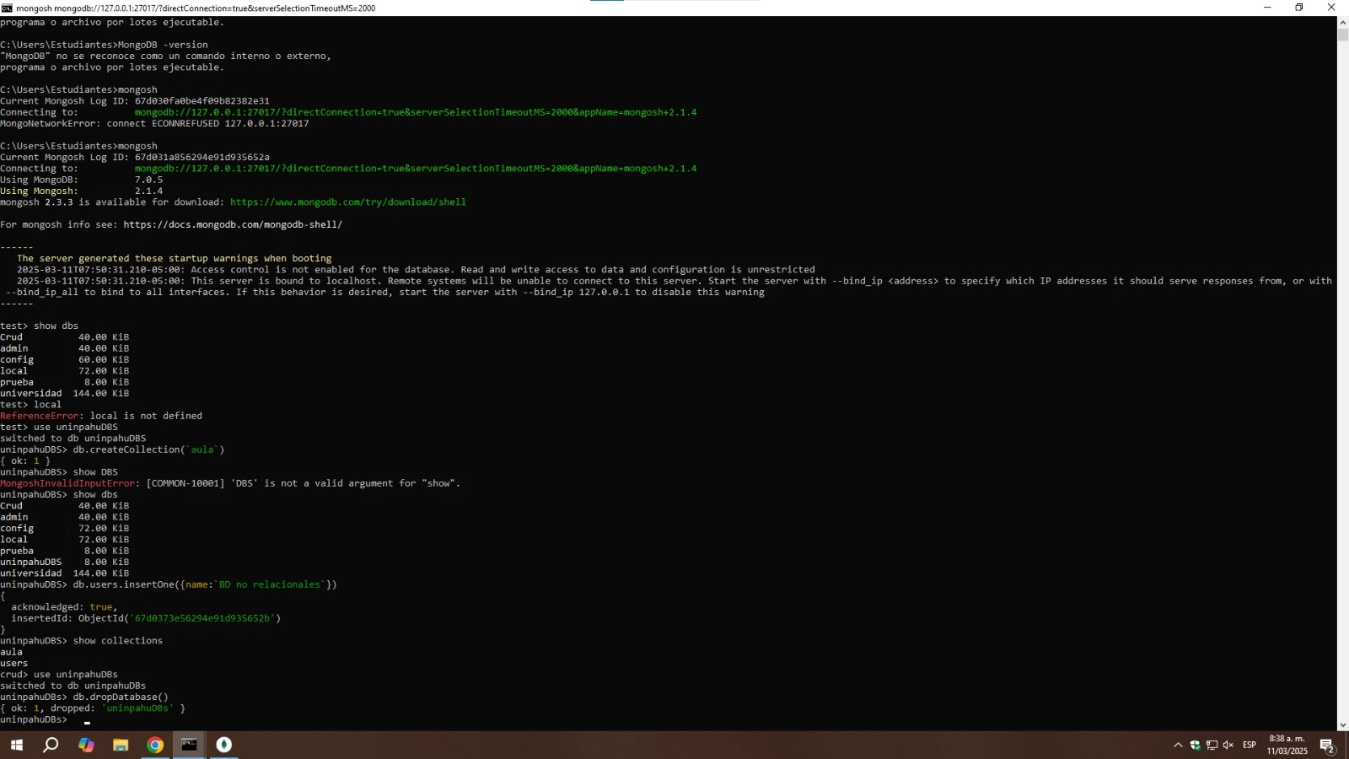 mongosh mongodb://127.0.0.1:27017/?directConnection=true&serverSelectionTimeoutMS=2000
programa o archivo por lotes ejecutable.
C:\Users\Estudiantes>MongoDB -version
"MongoDB" no se reconoce como un comando interno o externo,
programa o archivo por lotes ejecutable.
C:\Users\Estudiantes>mongosh
Current Mongosh Log ID: 67d030fa0be4f09b82382e31
Connecting to:          mongodb://127.0.0.1:27017/?directConnection=true&serverSelectionTimeoutMS=2000&appName=mongosh+2.1.4
MongoNetworkError: connect ECONNREFUSED 127.0.0.1:27017
C:\Users\Estudiantes>mongosh
Current Mongosh Log ID: 67d031a856294e91d935652a
Connecting to:          mongodb://127.0.0.1:27017/?directConnection=true&serverSelectionTimeoutMS=2000&appName=mongosh+2.1.4
Using MongoDB:          7.0.5
Using Mongosh:          2.1.4
mongosh 2.3.3 is available for download: https://www.mongodb.com/try/download/shell
For mongosh info see: https://docs.mongodb.com/mongodb-shell/
------
   The server generated these startup warnings when booting
   2025-03-11T07:50:31.210-05:00: Access control is not enabled for the database. Read and write access to data and configuration is unrestricted
   2025-03-11T07:50:31.210-05:00: This server is bound to localhost. Remote systems will be unable to connect to this server. Start the server with --bind_ip <address> to specify which IP addresses it should serve responses from, or with
 --bind_ip_all to bind to all interfaces. If this behavior is desired, start the server with --bind_ip 127.0.0.1 to disable this warning
------
test> show dbs
Crud         40.00 KiB
admin        40.00 KiB
config       60.00 KiB
local        72.00 KiB
prueba        8.00 KiB
universidad  144.00 KiB
test> local
ReferenceError: local is not defined
test> use uninpahuDBS
switched to db uninpahuDBS
uninpahuDBS> db.createCollection(`aula`)
{ ok: 1 }
uninpahuDBS> show DBS
MongoshInvalidInputError: [COMMON-10001] 'DBS' is not a valid argument for "show".
uninpahuDBS> show dbs
Crud         40.00 KiB
admin        40.00 KiB
config       72.00 KiB
local        72.00 KiB
prueba        8.00 KiB
uninpahuDBS   8.00 KiB
universidad  144.00 KiB
uninpahuDBS> db.users.insertOne({name:`BD no relacionales`})
{
  acknowledged: true,
  insertedId: ObjectId('67d0373e56294e91d935652b')
}
uninpahuDBS> show collections
aula
users
crud> use uninpahuDBs
switched to db uninpahuDBs
uninpahuDBs> db.dropDatabase()
{ ok: 1, dropped: 'uninpahuDBs' }
uninpahuDBs>
ESP
8:38 a. m.
11/03/2025
2